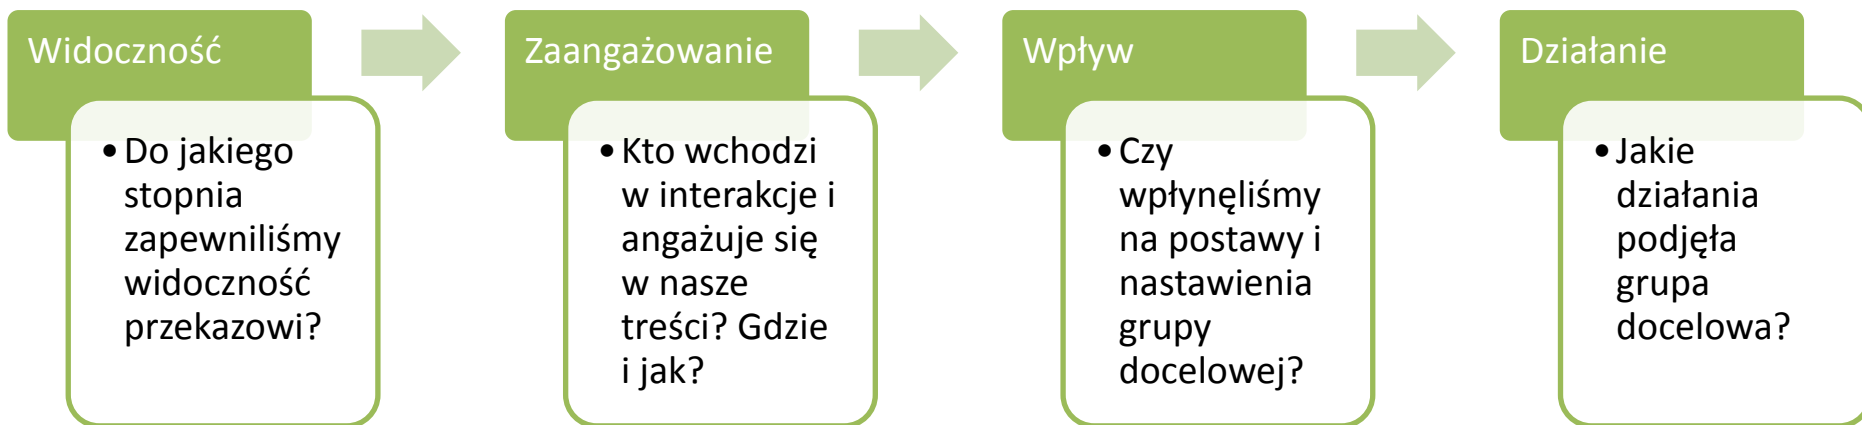 Widoczność
• Do jakiego
stopnia
zapewniliśmy
widoczność
przekazowi?
Zaangażowanie
• Kto wchodzi
w interakcje i
angażuje się
w nasze
treści? Gdzie
i jak?
Wpływ
• Czy
wpłynęliśmy
na postawy i
nastawienia
grupy
docelowej?
Działanie
• Jakie
działania
podjęła
grupa
docelowa?